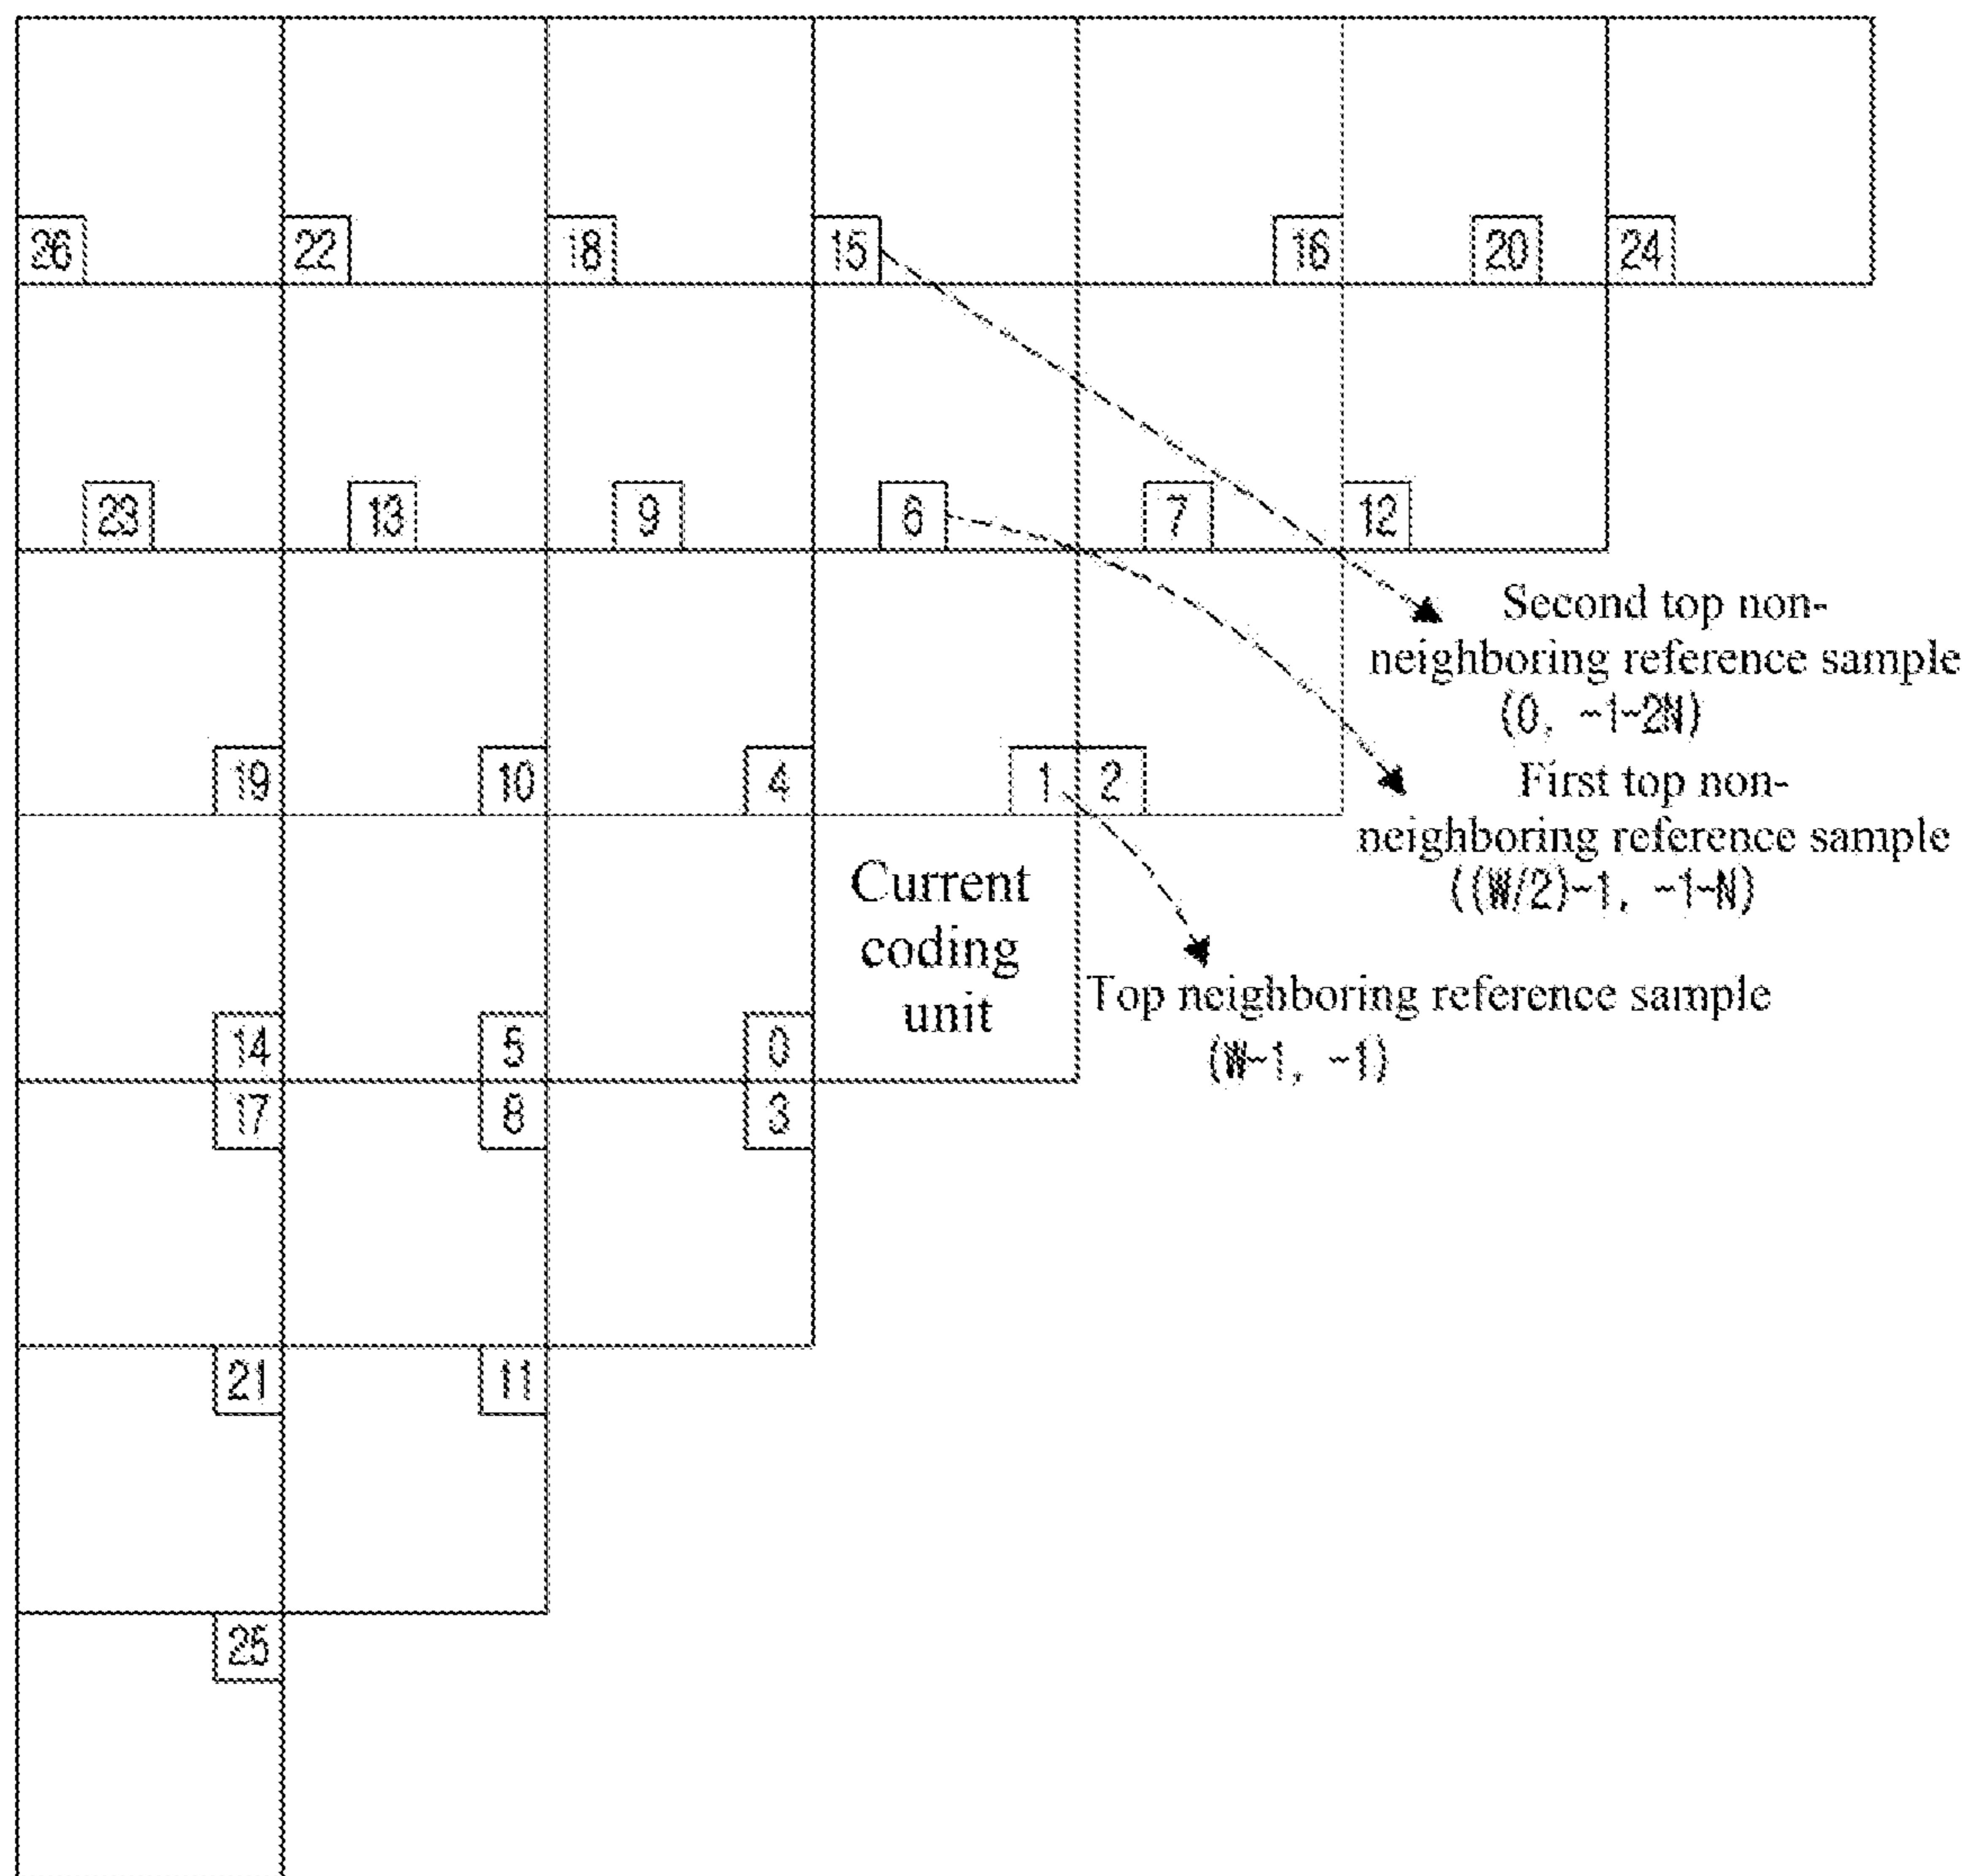 26 22 18 15 16 20 24
23 13 9 6 7 12
Second top non-
neighboring reference sample
(0, -1-2N)
19 10 4 1 2
First top non-
neighboring reference sample
((W/2)-1, -1-N)
Current
coding
unit
Top neighboring reference sample
(W-1, -1)
14 5 0
17 8 3
21 11
25